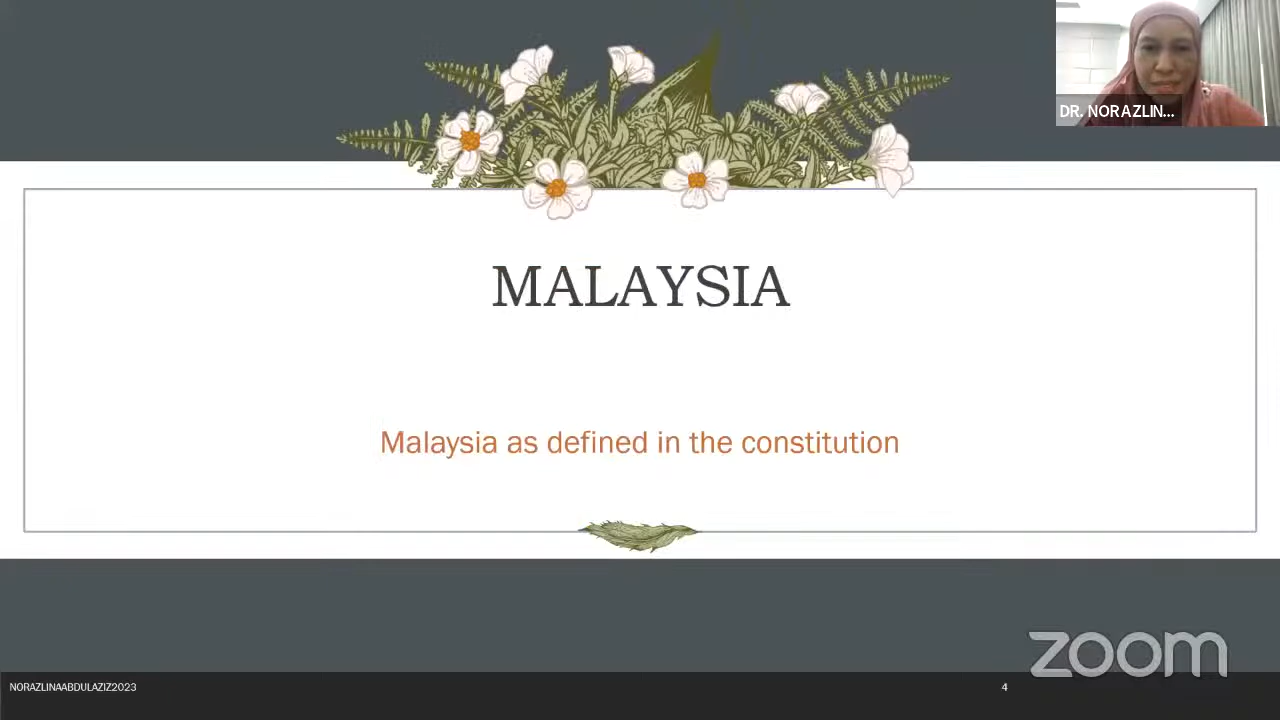 DR. NORAZLIN...
MALAYSIA
Malaysia as defined in the constitution
zoom
NORAZLINAABDULAZIZ2023
4